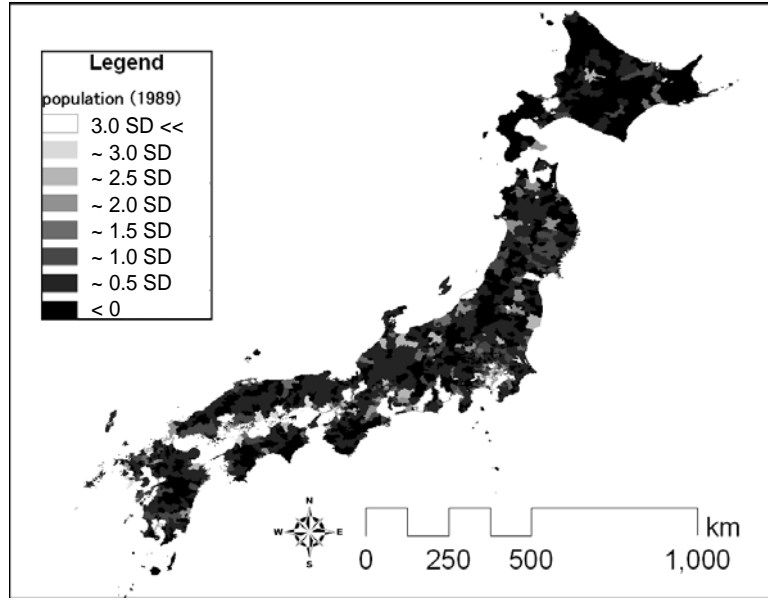 Legend
population (1989)
3.0 SD <<
~ 3.0 SD
~ 2.5 SD
~ 2.0 SD
~ 1.5 SD
~ 1.0 SD
~ 0.5 SD
< 0
N
W E
S
km
0 250 500 1,000